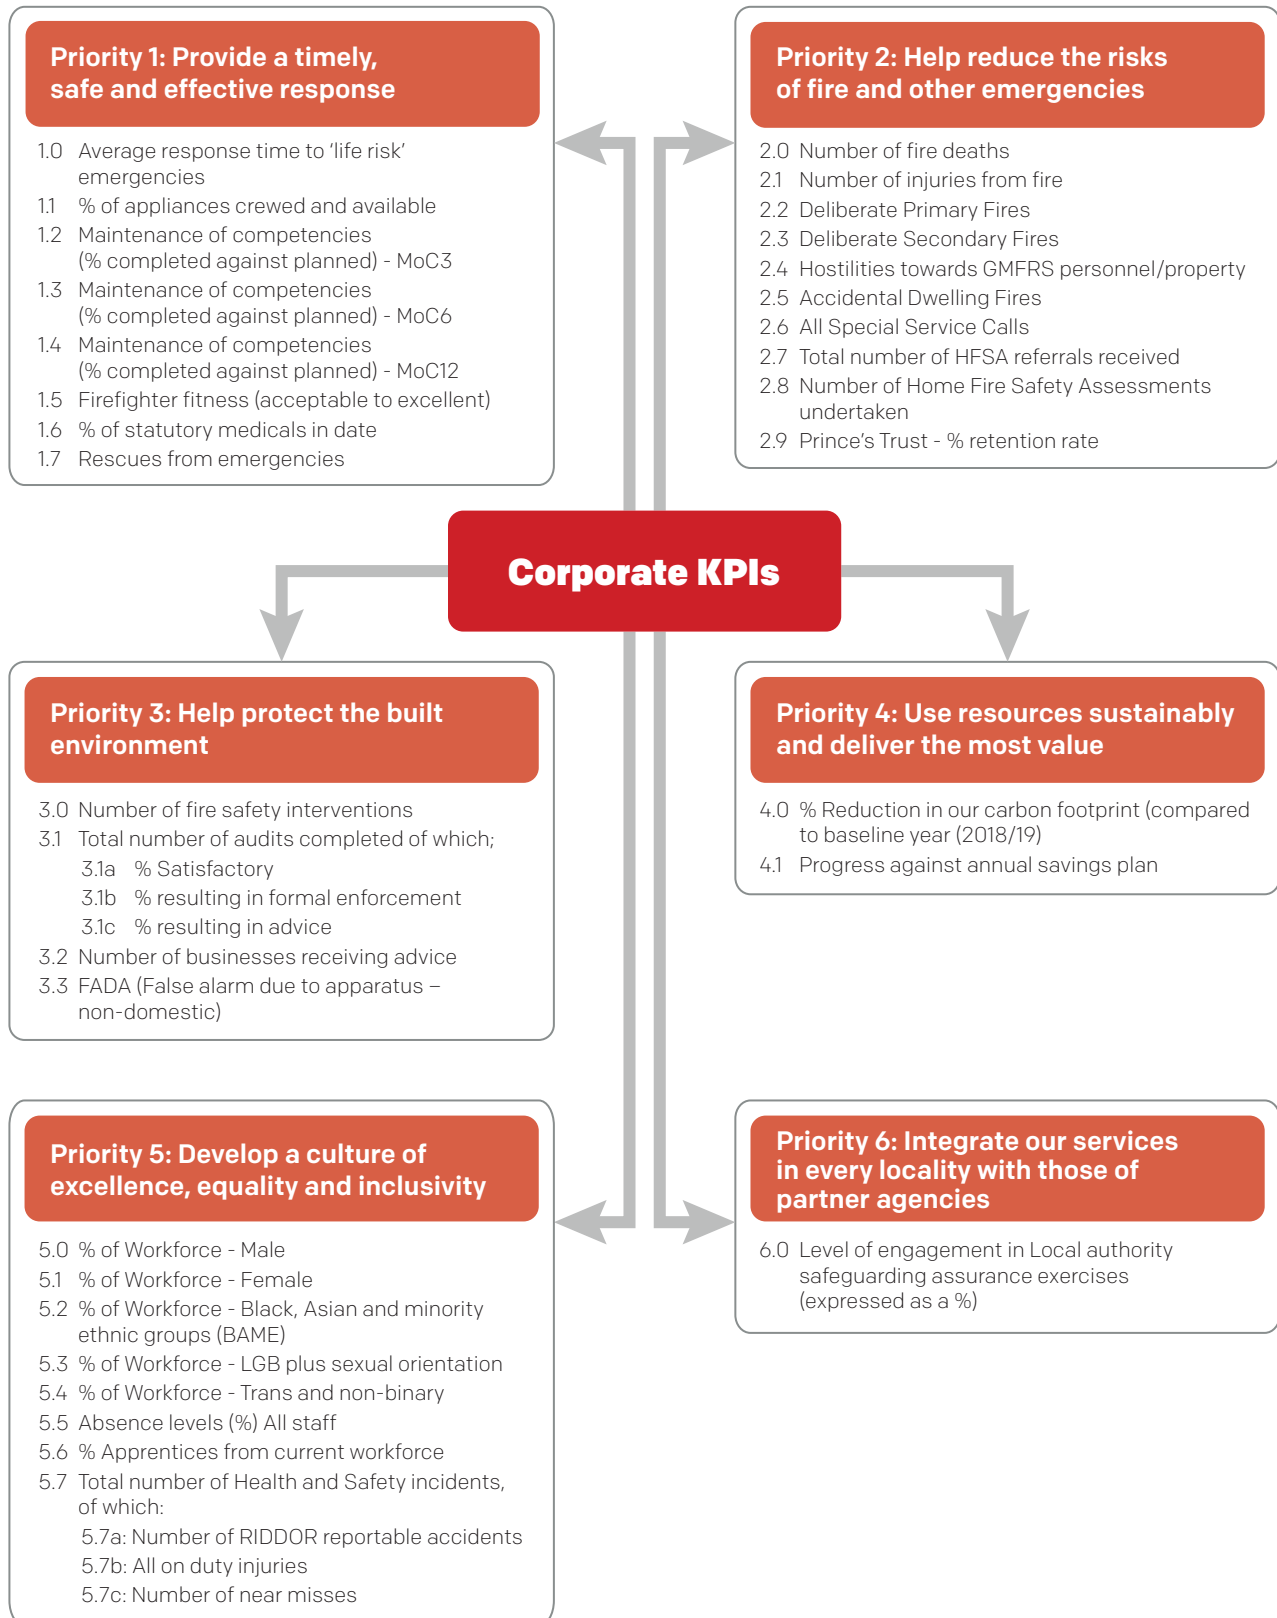 Priority 1: Provide a timely,
safe and effective response
1.0 Average response time to ‘life risk’
emergencies
1.1 % of appliances crewed and available
1.2 Maintenance of competencies
(% completed against planned) - MoC3
1.3 Maintenance of competencies
(% completed against planned) - MoC6
1.4 Maintenance of competencies
(% completed against planned) - MoC12
1.5 Firefighter fitness (acceptable to excellent)
1.6 % of statutory medicals in date
1.7 Rescues from emergencies
Priority 2: Help reduce the risks
of fire and other emergencies
2.0 Number of fire deaths
2.1 Number of injuries from fire
2.2 Deliberate Primary Fires
2.3 Deliberate Secondary Fires
2.4 Hostilities towards GMFRS personnel/property
2.5 Accidental Dwelling Fires
2.6 All Special Service Calls
2.7 Total number of HFSA referrals received
2.8 Number of Home Fire Safety Assessments
undertaken
2.9 Prince’s Trust - % retention rate
Corporate KPIs
Priority 3: Help protect the built
environment
3.0 Number of fire safety interventions
3.1 Total number of audits completed of which;
3.1a % Satisfactory
3.1b % resulting in formal enforcement
3.1c % resulting in advice
3.2 Number of businesses receiving advice
3.3 FADA (False alarm due to apparatus –
non-domestic)
Priority 4: Use resources sustainably
and deliver the most value
4.0 % Reduction in our carbon footprint (compared
to baseline year (2018/19)
4.1 Progress against annual savings plan
Priority 5: Develop a culture of
excellence, equality and inclusivity
5.0 % of Workforce - Male
5.1 % of Workforce - Female
5.2 % of Workforce - Black, Asian and minority
ethnic groups (BAME)
5.3 % of Workforce - LGB plus sexual orientation
5.4 % of Workforce - Trans and non-binary
5.5 Absence levels (%) All staff
5.6 % Apprentices from current workforce
5.7 Total number of Health and Safety incidents,
of which:
5.7a: Number of RIDDOR reportable accidents
5.7b: All on duty injuries
5.7c: Number of near misses
Priority 6: Integrate our services
in every locality with those of
partner agencies
6.0 Level of engagement in Local authority
safeguarding assurance exercises
(expressed as a %)